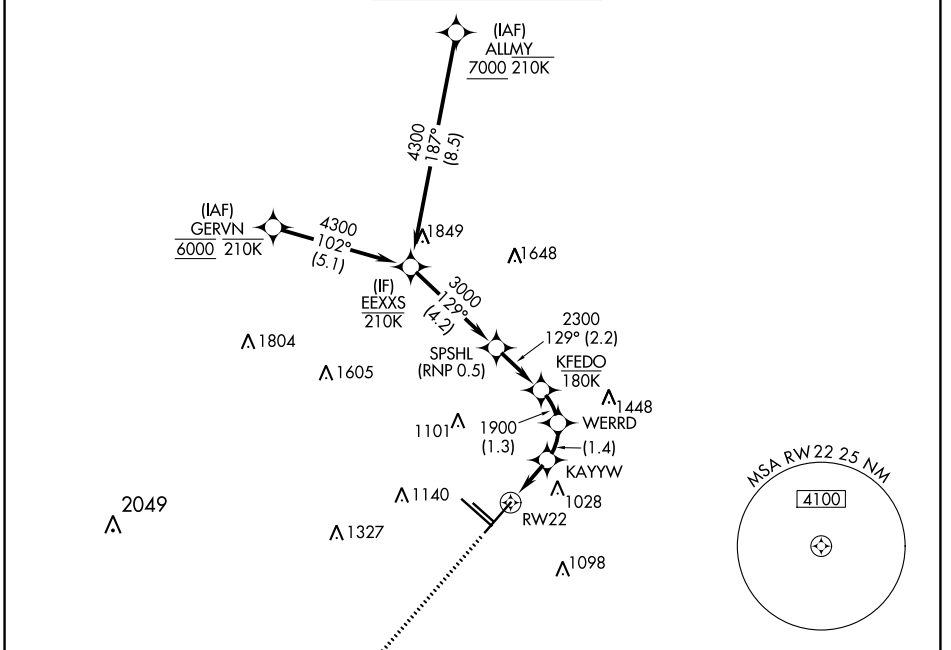 (IAF)
ALLMY
7000 210K
4300
187°
(8.5)
(IAF)
GERVN
6000 210K
4300
102°
(5.1)
1849
1648
(IF)
EEXXS
210K
3000
129°
(4.2)
2300
129° (2.2)
1804
SPSHL
(RNP 0.5)
KFEDO
180K
1605
1448
1101
1900
(1.3)
WERRD
(1.4)
KAYYW
MSA RW22 25 NM
4100
1140
1028
2049
RW22
1327
1098